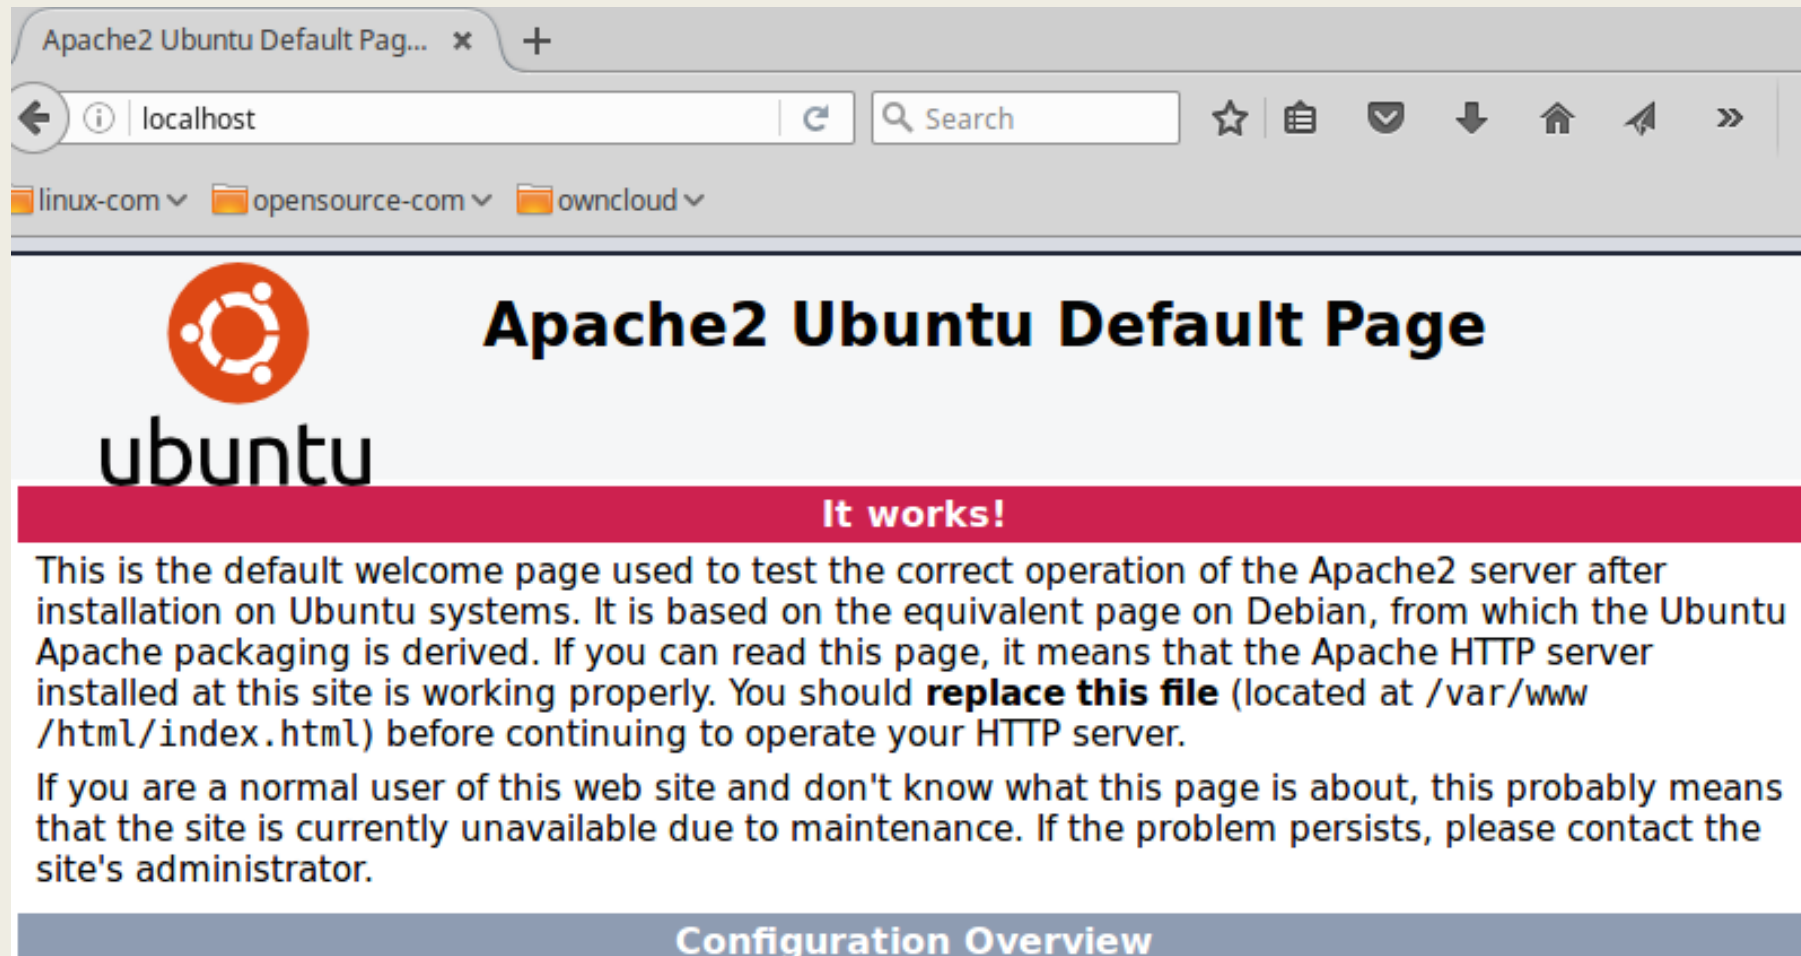 Apache2 Ubuntu Default Pag...
localhost
Search
linux-com opensource-com owncloud
ubuntu
Apache2 Ubuntu Default Page
It works!
This is the default welcome page used to test the correct operation of the Apache2 server after
installation on Ubuntu systems. It is based on the equivalent page on Debian, from which the Ubuntu
Apache packaging is derived. If you can read this page, it means that the Apache HTTP server
installed at this site is working properly. You should replace this file (located at /var/www
/html/index.html) before continuing to operate your HTTP server.
If you are a normal user of this web site and don't know what this page is about, this probably means
that the site is currently unavailable due to maintenance. If the problem persists, please contact the
site's administrator.
Configuration Overview